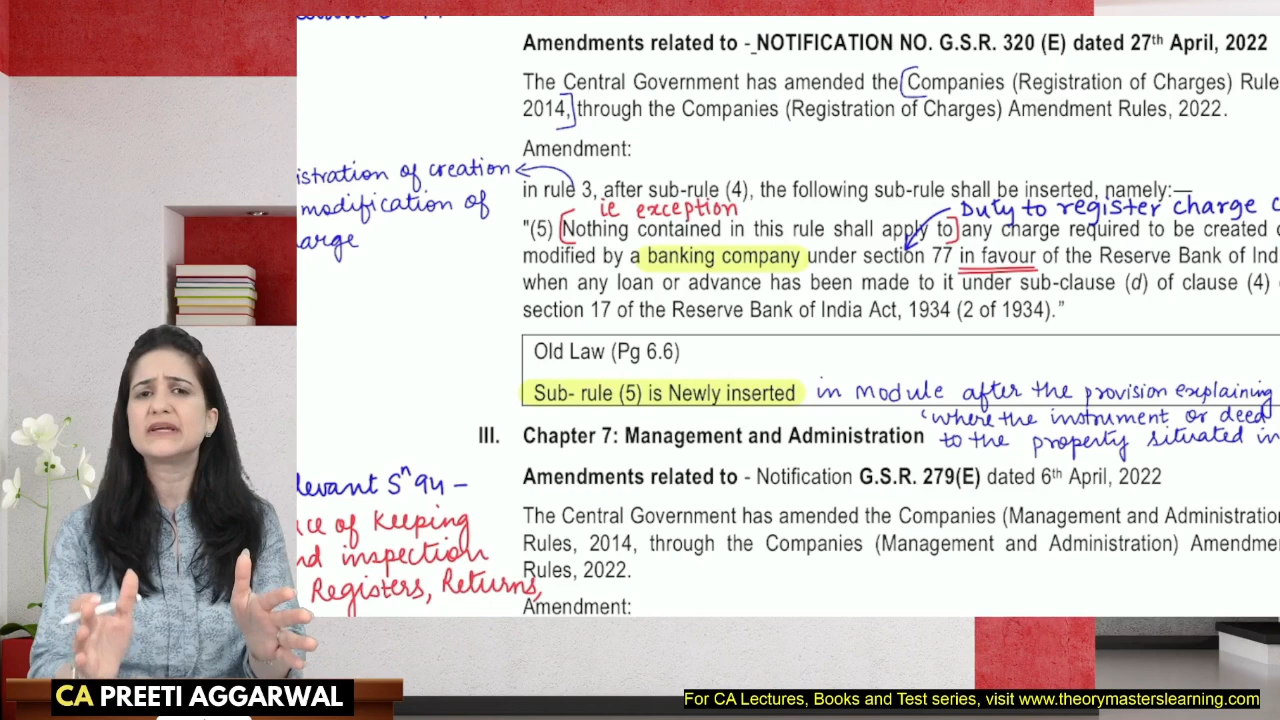 Amendments related to - NOTIFICATION NO. G.S.R. 320 (E) dated 27th April, 2022
The Central Government has amended the Companies (Registration of Charges) Rule
2014, through the Companies (Registration of Charges) Amendment Rules, 2022.
Amendment:
istration of creation
modification of
arge
in rule 3, after sub-rule (4), the following sub-rule shall be inserted, namely:—
ie exception
Duty to register charge c
"(5) Nothing contained in this rule shall apply to any charge required to be created
modified by a banking company under section 77 in favour of the Reserve Bank of Ind
when any loan or advance has been made to it under sub-clause (d) of clause (4)
section 17 of the Reserve Bank of India Act, 1934 (2 of 1934)."
Old Law (Pg 6.6)
Sub- rule (5) is Newly inserted in module after the provision explaining
'where the instrument or deed
to the property situated in
III. Chapter 7: Management and Administration
Amendments related to - Notification G.S.R. 279(E) dated 6th April, 2022
levant Sn 94 –
ce of keeping
nd inspection
Registers, Returns,
The Central Government has amended the Companies (Management and Administration
Rules, 2014, through the Companies (Management and Administration) Amendme
Rules, 2022.
Amendment:
CA PREETI AGGARWAL
For CA Lectures, Books and Test series, visit www.theorymasterslearning.com